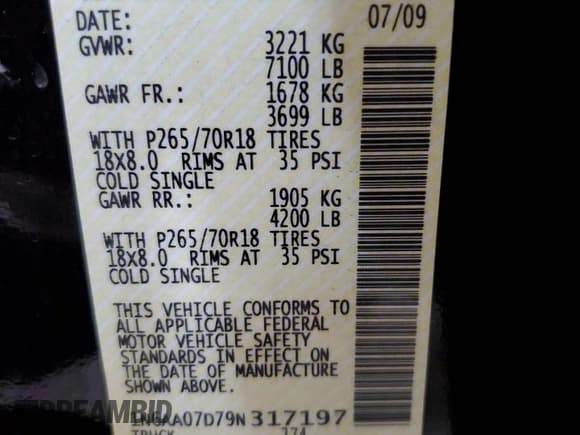 DATE: 07/09
GVWR: 3221 KG
7100 LB
GAWR FR.: 1678 KG
3699 LB
WITH P265/70R18 TIRES
18X8.0 RIMS AT 35 PSI
COLD SINGLE
GAWR RR.: 1905 KG
4200 LB
WITH P265/70R18 TIRES
18X8.0 RIMS AT 35 PSI
COLD SINGLE
THIS VEHICLE CONFORMS TO
ALL APPLICABLE FEDERAL
MOTOR VEHICLE SAFETY
STANDARDS IN EFFECT ON
THE DATE OF MANUFACTURE
SHOWN ABOVE.
1N6AA07D79N317197
TRUCK 274
DREAMBID